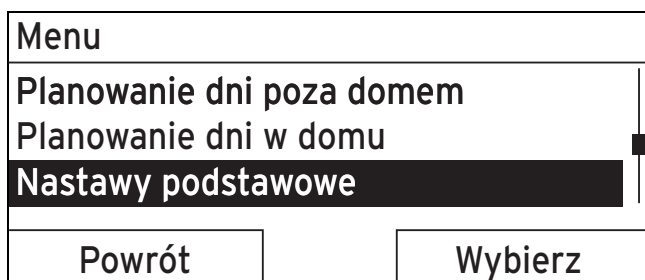 Menu
Planowanie dni poza domem
Planowanie dni w domu
Nastawy podstawowe
Powrót Wybierz